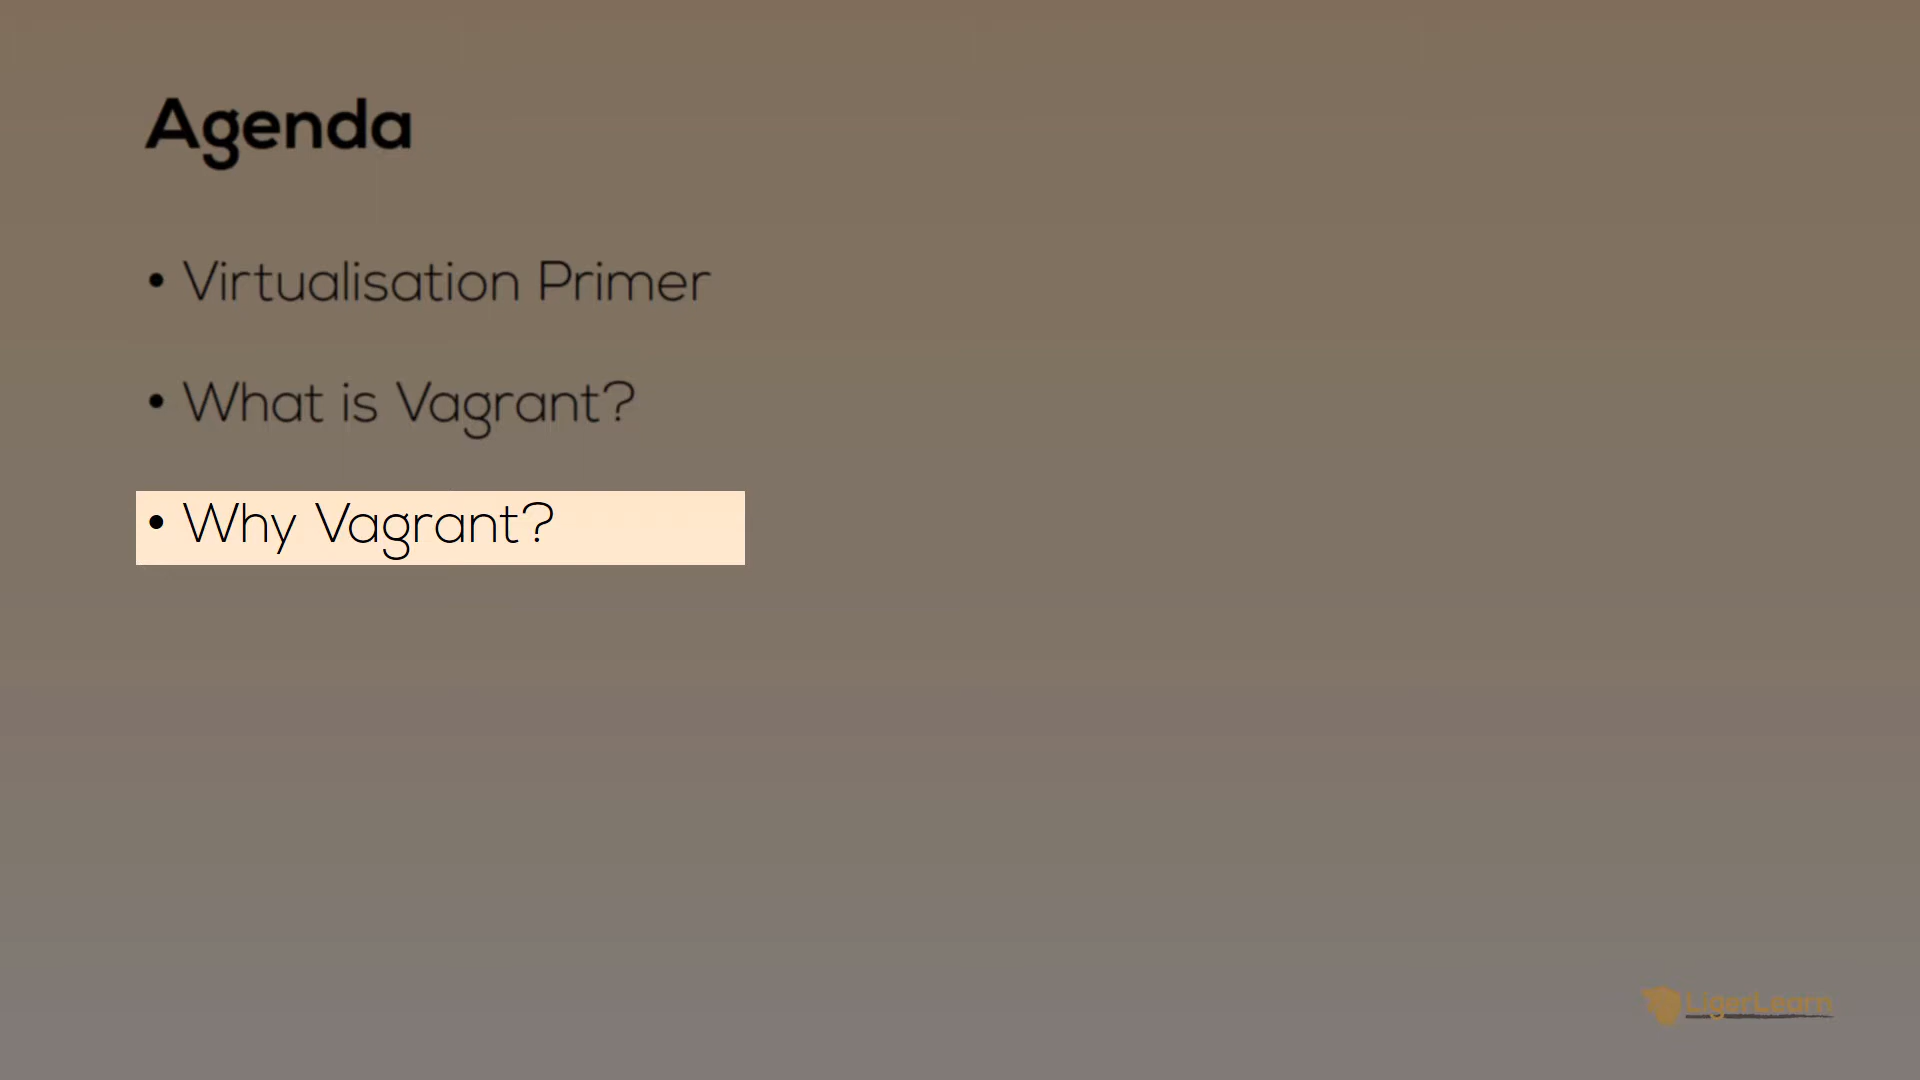 Agenda
• Virtualisation Primer
• What is Vagrant?
• Why Vagrant?
LigerLearn